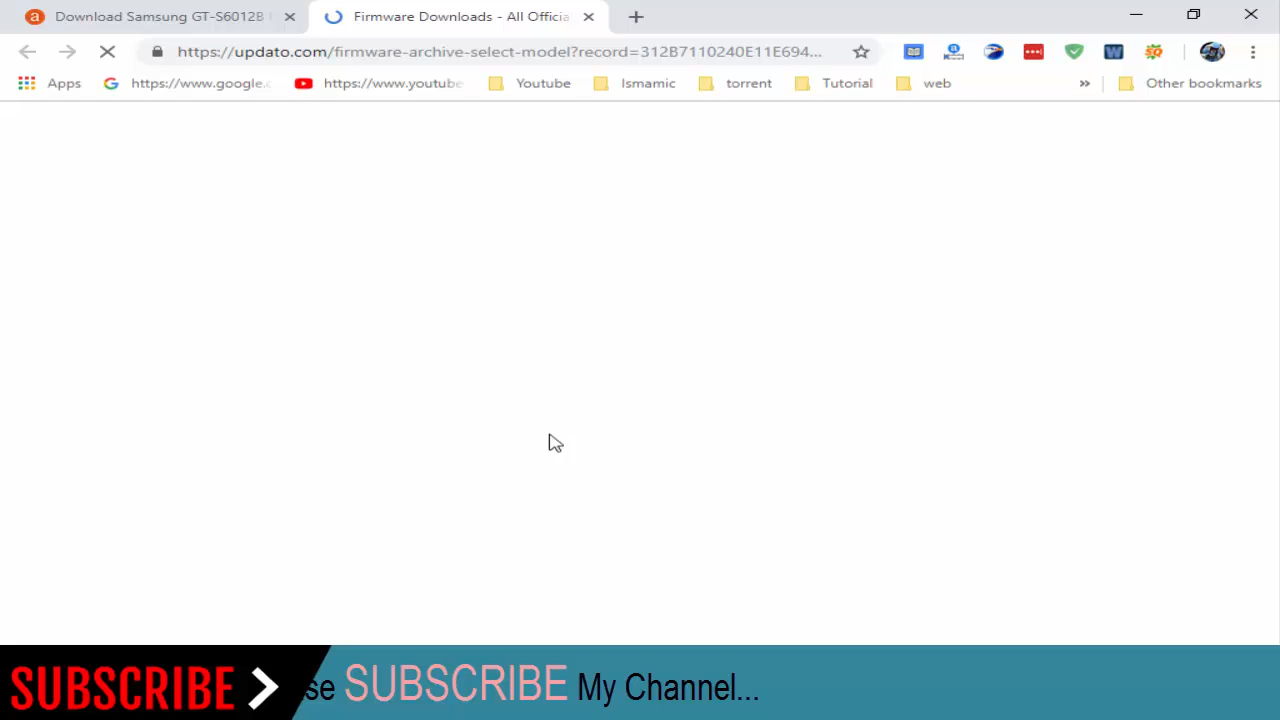 Download Samsung GT-S6012B
Firmware Downloads - All Officia
https://updato.com/firmware-archive-select-model?record=312B7110240E11E694...
Apps
https://www.google.c
https://www.youtube
Youtube
Ismamic
torrent
Tutorial
web
»
Other bookmarks
SUBSCRIBE
se SUBSCRIBE My Channel...